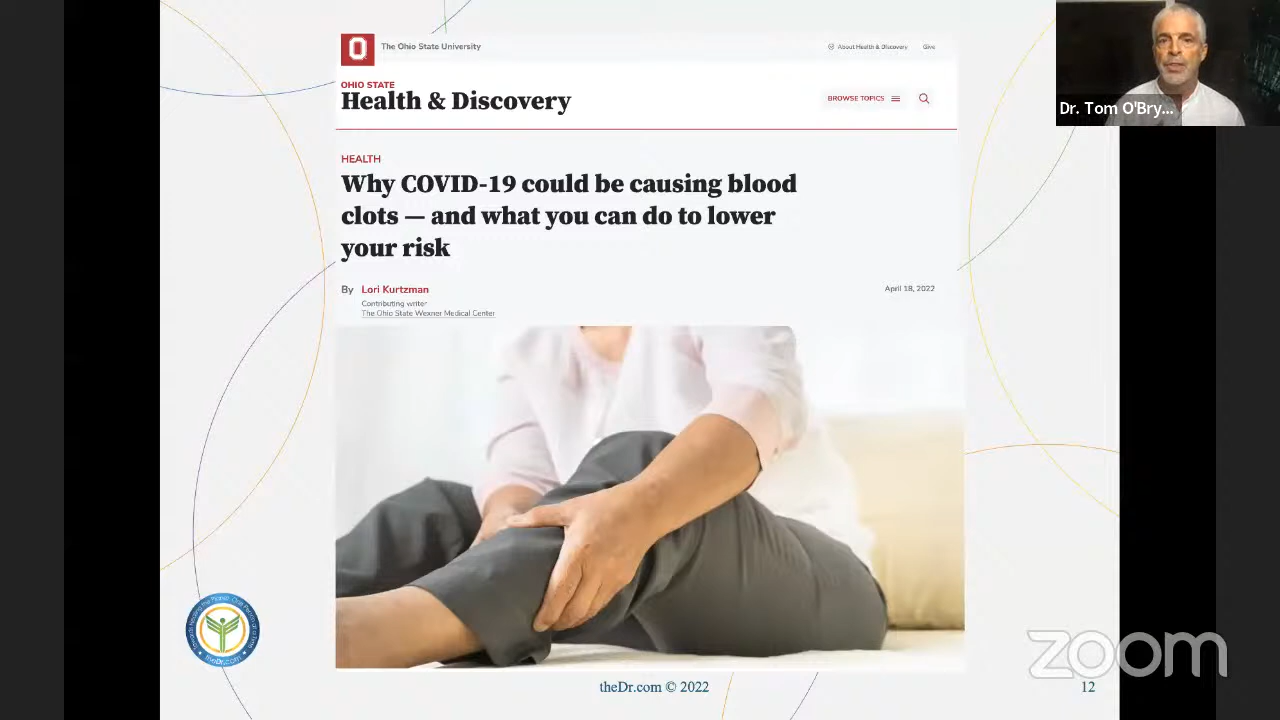 The Ohio State University
About Health & Discovery
Give
OHIO STATE
Health & Discovery
BROWSE TOPICS
HEALTH
Why COVID-19 could be causing blood
clots — and what you can do to lower
your risk
By Lori Kurtzman
April 18, 2022
Contributing writer
The Ohio State Wexner Medical Center
Dr. Tom O'Bry...
theDr.com
zoom
theDr.com © 2022
12